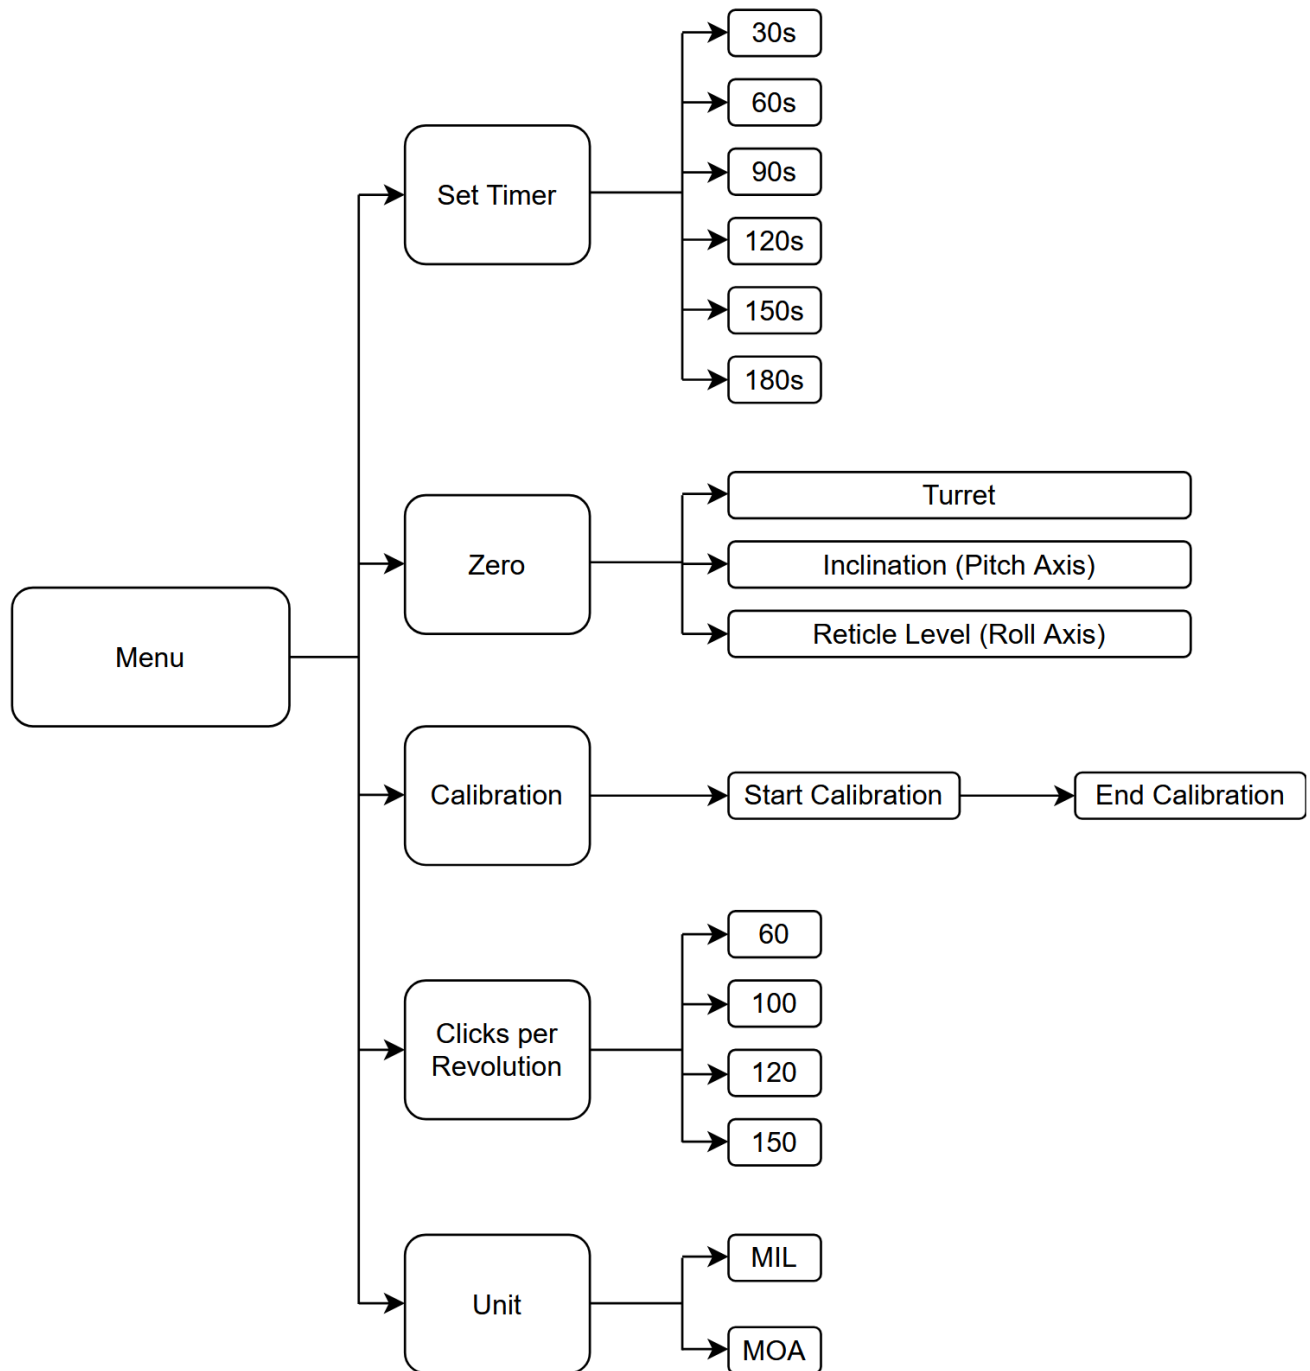 Menu
Set Timer
30s
60s
90s
120s
150s
180s
Zero
Turret
Inclination (Pitch Axis)
Reticle Level (Roll Axis)
Calibration
Start Calibration
End Calibration
Clicks per
Revolution
60
100
120
150
Unit
MIL
MOA